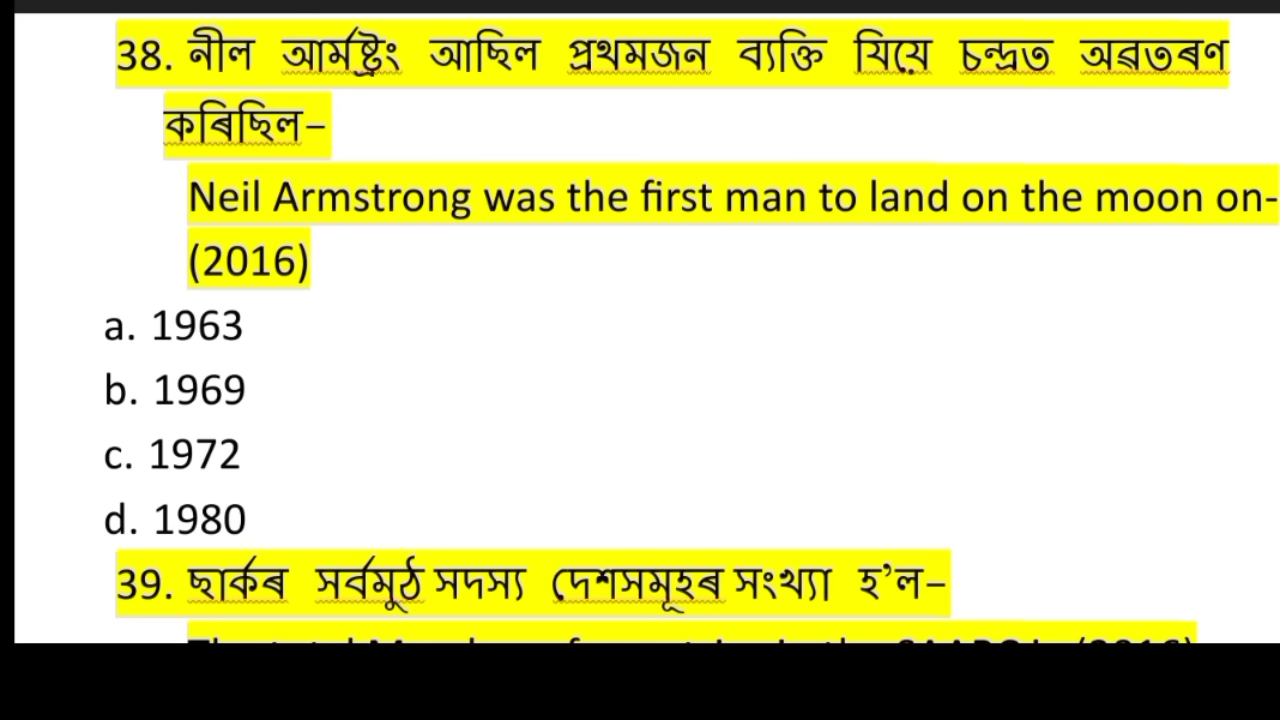 38. নীল আৰ্মষ্ট্ৰং আছিল প্ৰথমজন ব্যক্তি যিয়ে চন্দ্ৰত অৱতৰণ
কৰিছিল–
Neil Armstrong was the first man to land on the moon on-
(2016)
a. 1963
b. 1969
c. 1972
d. 1980
39. ছাৰ্কৰ সৰ্বমুঠ সদস্য দেশসমূহৰ সংখ্যা হ’ল–